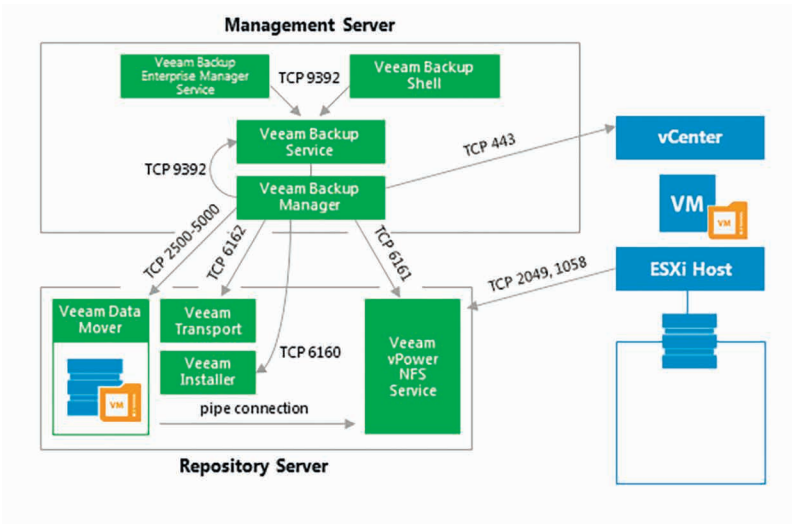 Management Server
Veeam Backup
Enterprise Manager
Service
TCP 9392
Veeam Backup
Shell
Veeam Backup
Service
TCP 9392
Veeam Backup
Manager
TCP 443
vCenter
VM
VM
ESXi Host
TCP 2500-5000
TCP 6162
TCP 6161
TCP 2049, 1058
Veeam Data
Mover
VM
Veeam
Transport
Veeam
Installer
TCP 6160
Veeam
vPower
NFS
Service
pipe connection
Repository Server